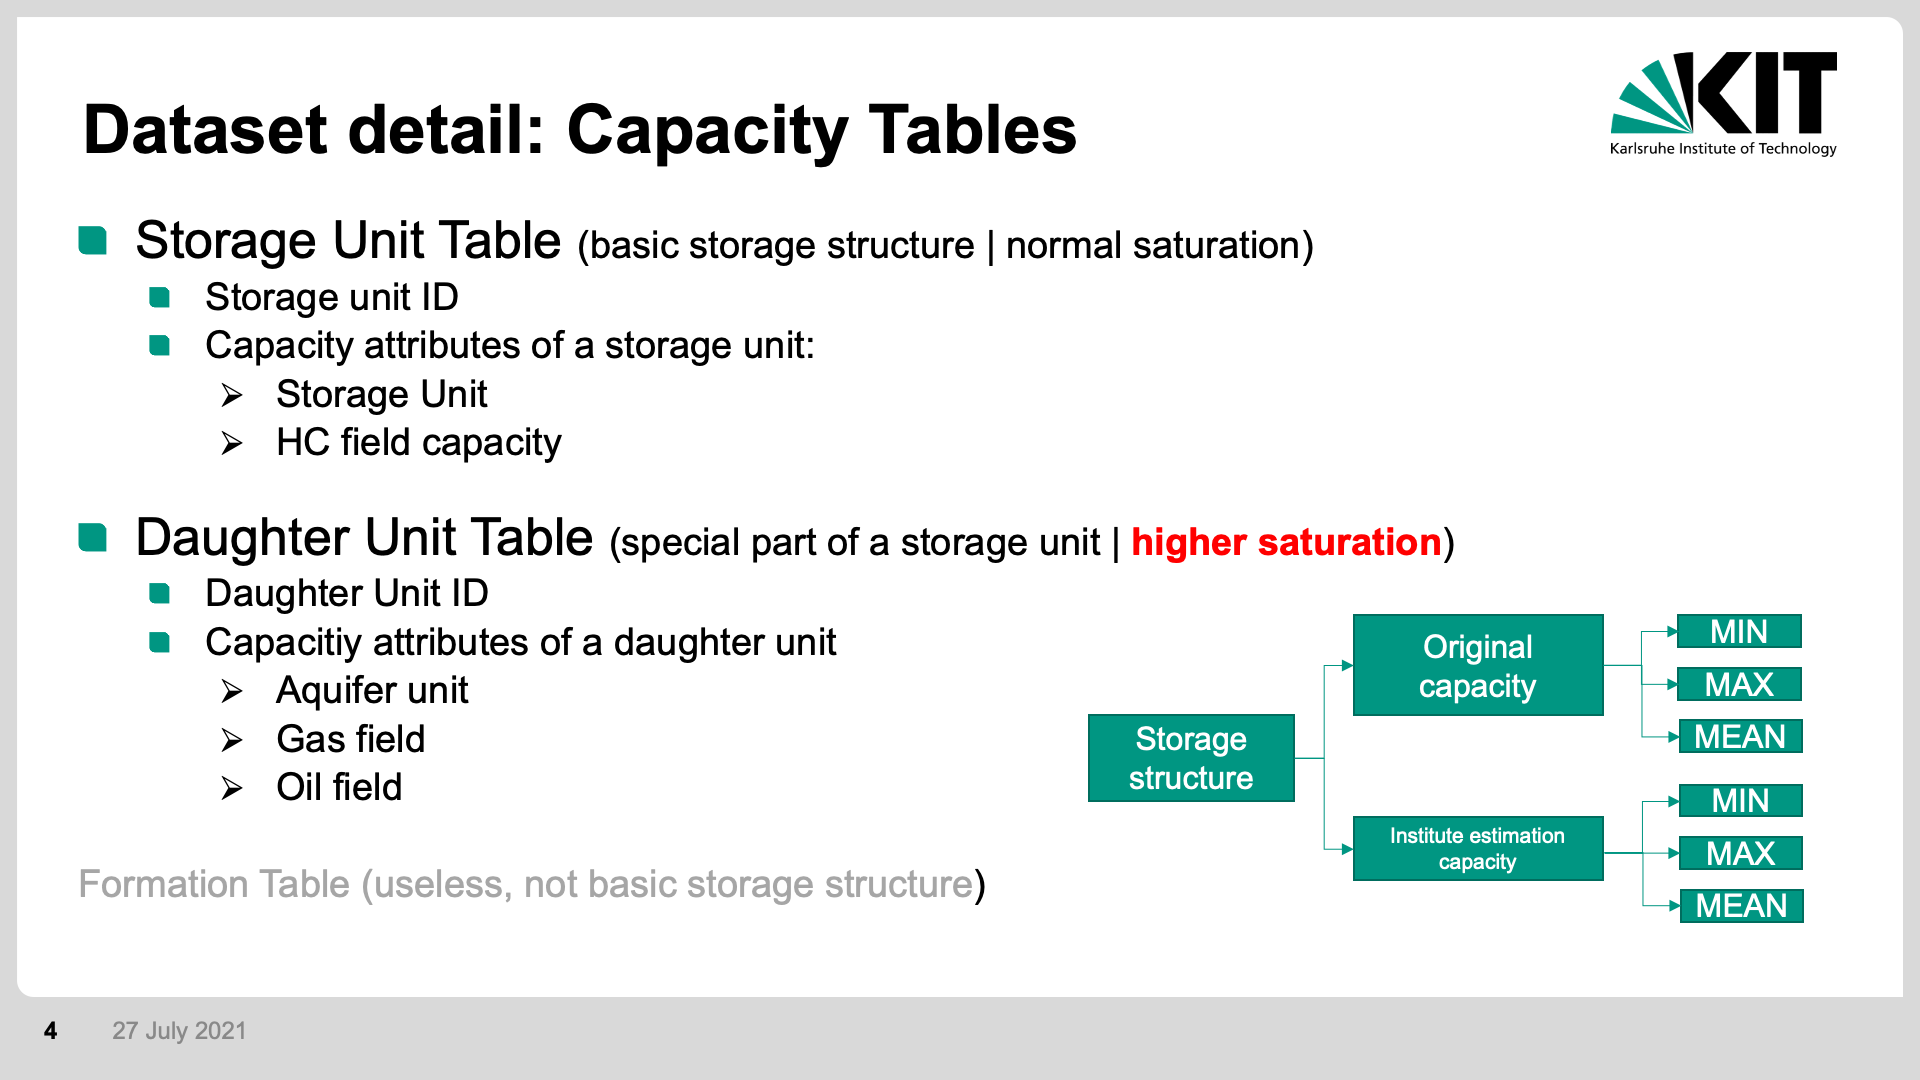 KIT
Karlsruhe Institute of Technology
Dataset detail: Capacity Tables
Storage Unit Table (basic storage structure | normal saturation)
Storage unit ID
Capacity attributes of a storage unit:
Storage Unit
HC field capacity
Daughter Unit Table (special part of a storage unit | higher saturation)
Daughter Unit ID
Capacitiy attributes of a daughter unit
Aquifer unit
Gas field
Oil field
Formation Table (useless, not basic storage structure)
Storage
structure
Original
capacity
MIN
MAX
MEAN
Institute estimation
capacity
MIN
MAX
MEAN
4 27 July 2021